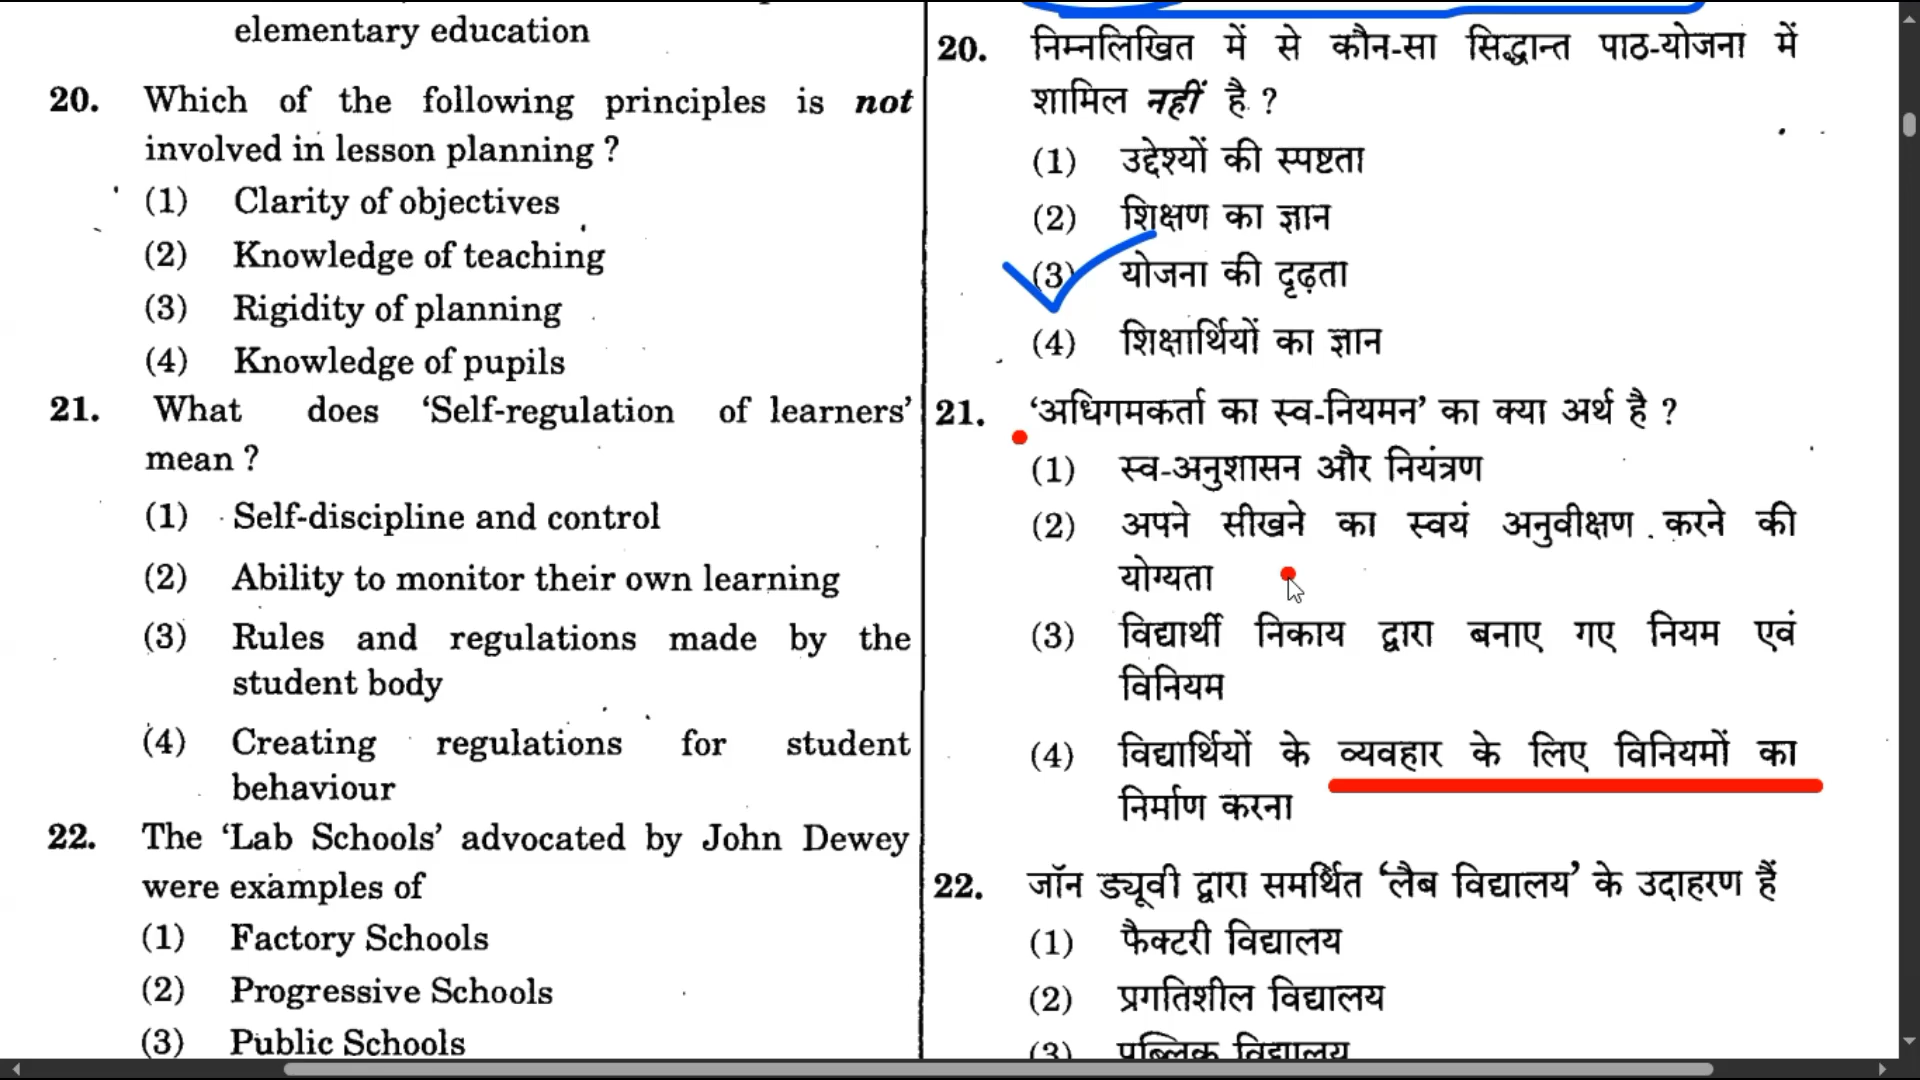 elementary education
20. Which of the following principles is not
involved in lesson planning ?
(1) Clarity of objectives
(2) Knowledge of teaching
(3) Rigidity of planning
(4) Knowledge of pupils
21. What does ‘Self-regulation of learners’
mean ?
(1) Self-discipline and control
(2) Ability to monitor their own learning
(3) Rules and regulations made by the
student body
(4) Creating regulations for student
behaviour
22. The ‘Lab Schools’ advocated by John Dewey
were examples of
(1) Factory Schools
(2) Progressive Schools
(3) Public Schools
20. निम्नलिखित में से कौन-सा सिद्धान्त पाठ-योजना में
शामिल नहीं है ?
(1) उद्देश्यों की स्पष्टता
(2) शिक्षण का ज्ञान
(3) योजना की दृढ़ता
(4) शिक्षार्थियों का ज्ञान
21. ‘अधिगमकर्ता का स्व-नियमन’ का क्या अर्थ है ?
(1) स्व-अनुशासन और नियंत्रण
(2) अपने सीखने का स्वयं अनुवीक्षण करने की
योग्यता
(3) विद्यार्थी निकाय द्वारा बनाए गए नियम एवं
विनियम
(4) विद्यार्थियों के व्यवहार के लिए विनियमों का
निर्माण करना
22. जॉन ड्यूवी द्वारा समर्थित ‘लैब विद्यालय’ के उदाहरण हैं
(1) फैक्टरी विद्यालय
(2) प्रगतिशील विद्यालय
(3) पब्लिक विद्यालय